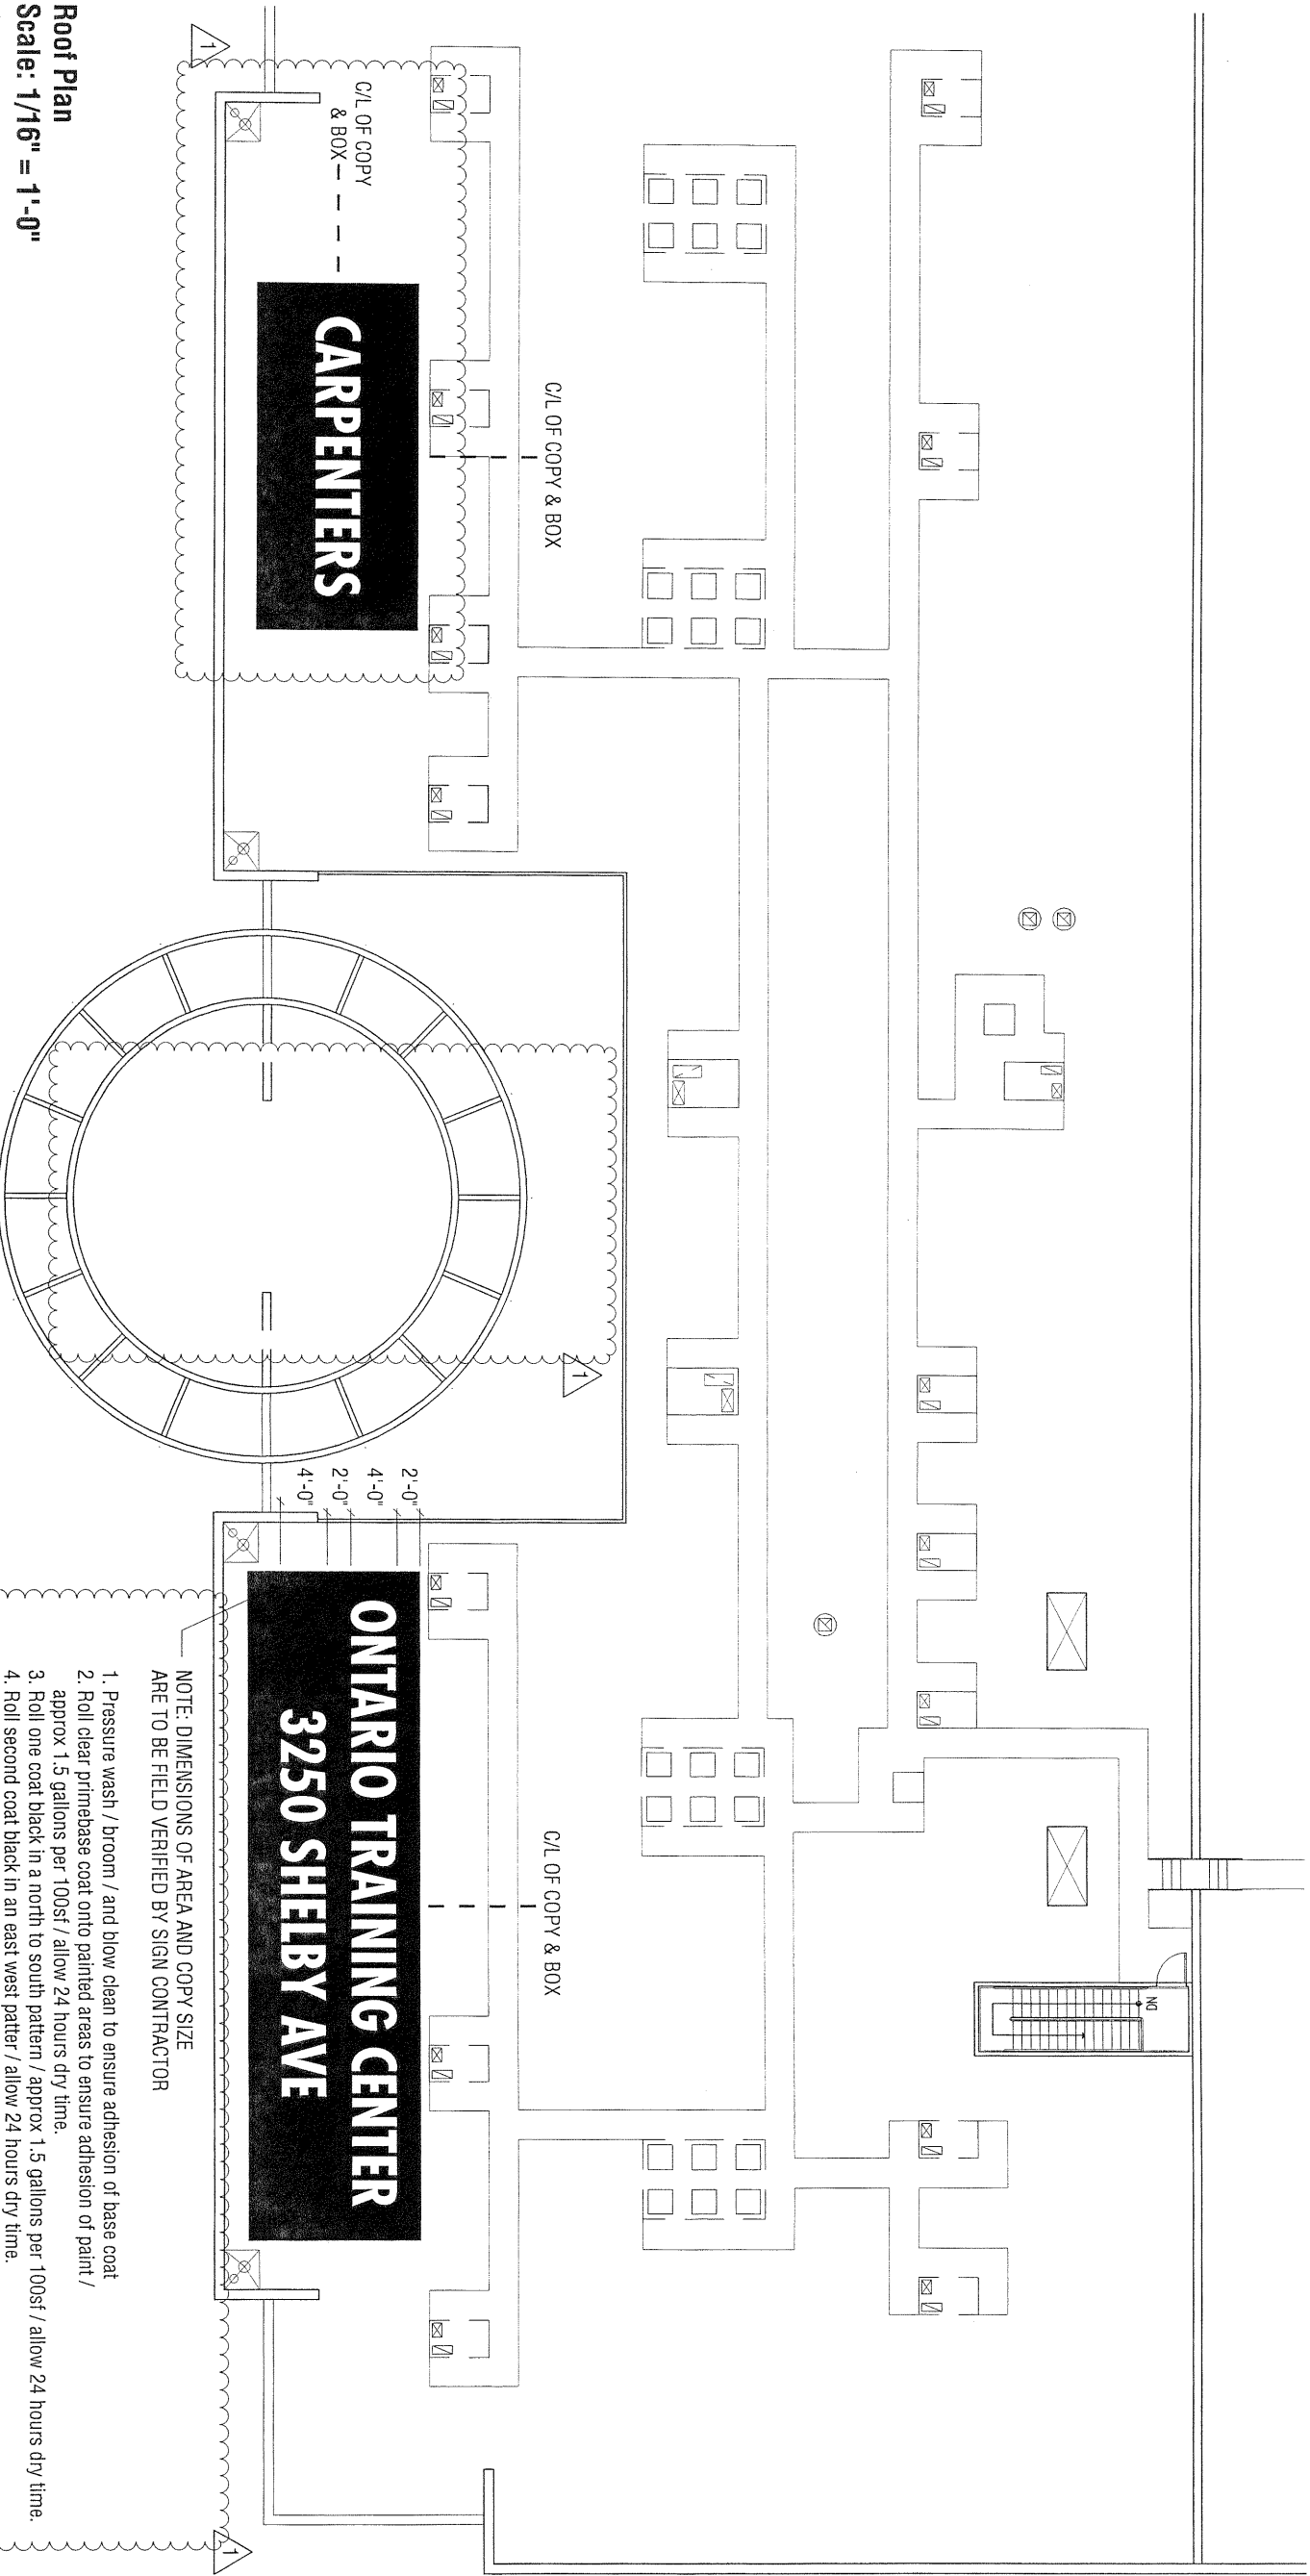 C/L OF COPY & BOX
C/L OF COPY & BOX
C/L OF COPY
& BOX
CARPENTERS
2'-0"
4'-0"
2'-0"
4'-0"
ONTARIO TRAINING CENTER
3250 SHELBY AVE
DN
1
1
1
NOTE: DIMENSIONS OF AREA AND COPY SIZE
ARE TO BE FIELD VERIFIED BY SIGN CONTRACTOR
1. Pressure wash / broom / and blow clean to ensure adhesion of base coat
2. Roll clear primebase coat onto painted areas to ensure adhesion of paint /
approx 1.5 gallons per 100sf / allow 24 hours dry time.
3. Roll one coat black in a north to south pattern / approx 1.5 gallons per 100sf / allow 24 hours dry time.
4. Roll second coat black in an east west patter / allow 24 hours dry time.
Roof Plan
Scale: 1/16" = 1'-0"